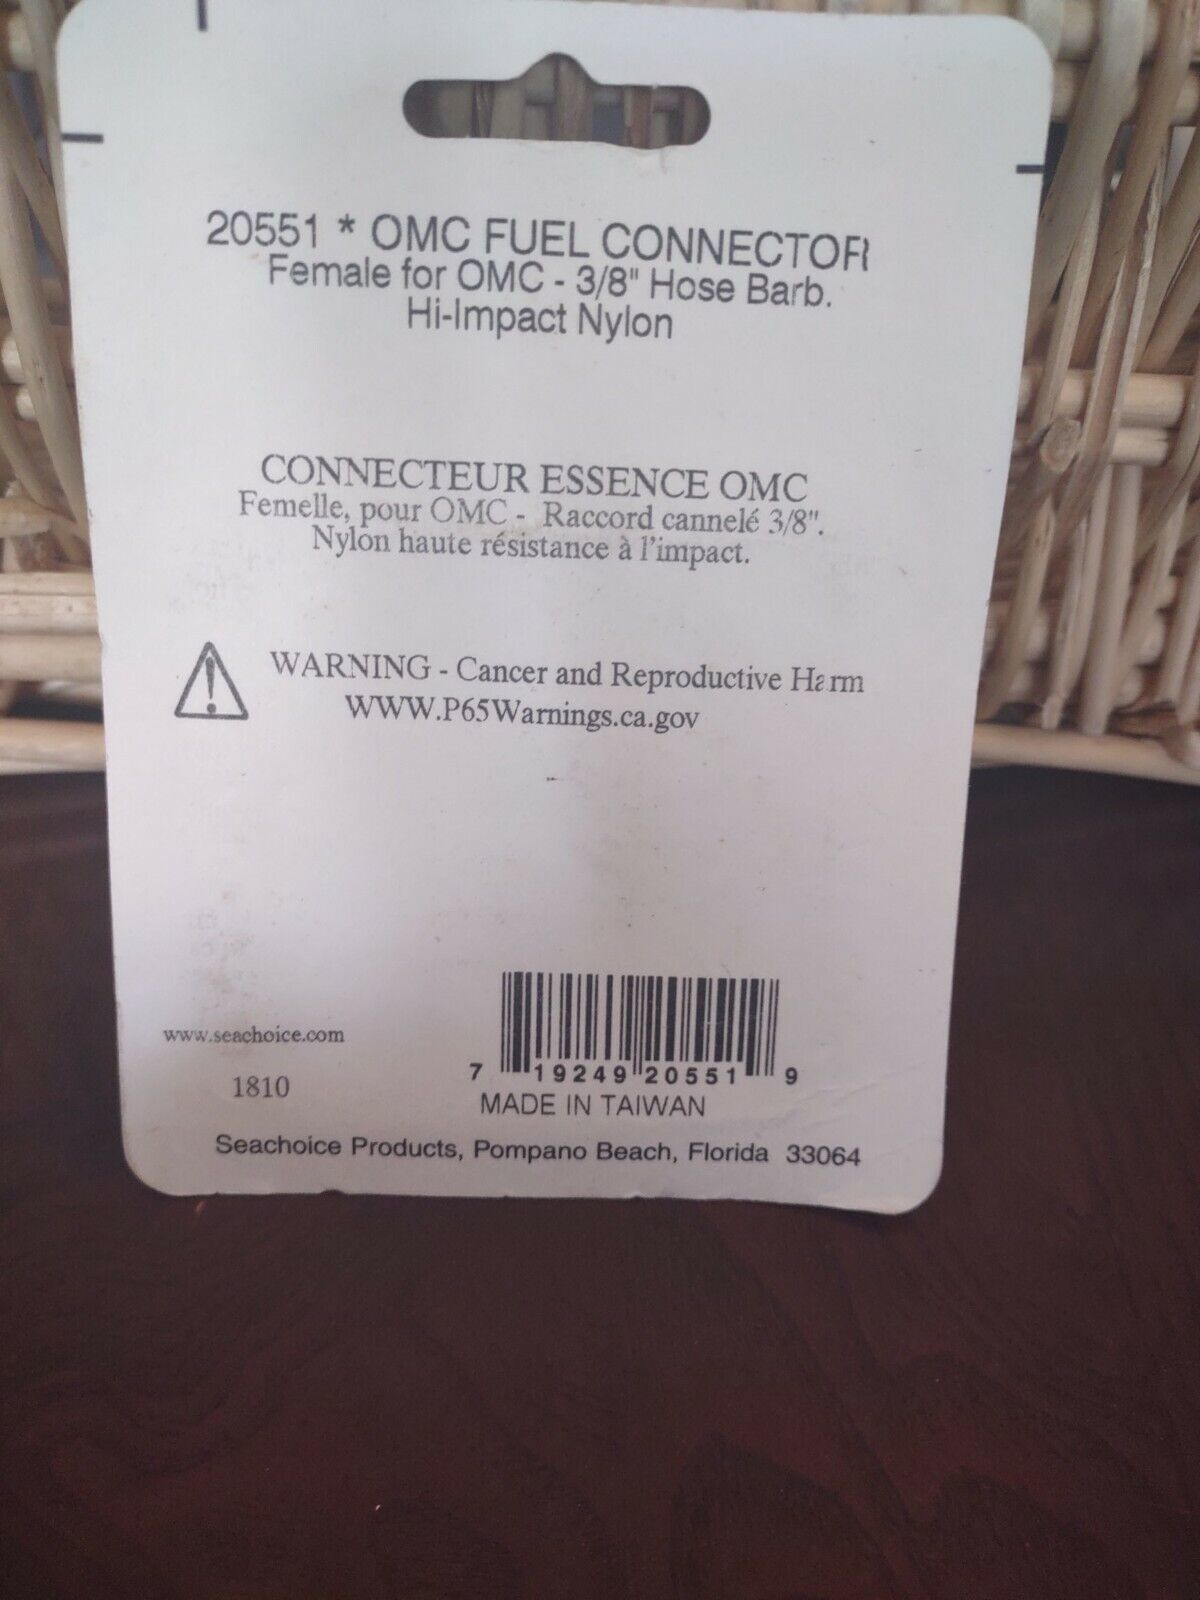 20551 * OMC FUEL CONNECTOR
Female for OMC - 3/8" Hose Barb.
Hi-Impact Nylon
CONNECTEUR ESSENCE OMC
Femelle, pour OMC - Raccord cannelé 3/8".
Nylon haute résistance à l'impact.
WARNING - Cancer and Reproductive Harm
WWW.P65Warnings.ca.gov
www.seachoice.com
1810
7 19249 20551 9
MADE IN TAIWAN
Seachoice Products, Pompano Beach, Florida 33064